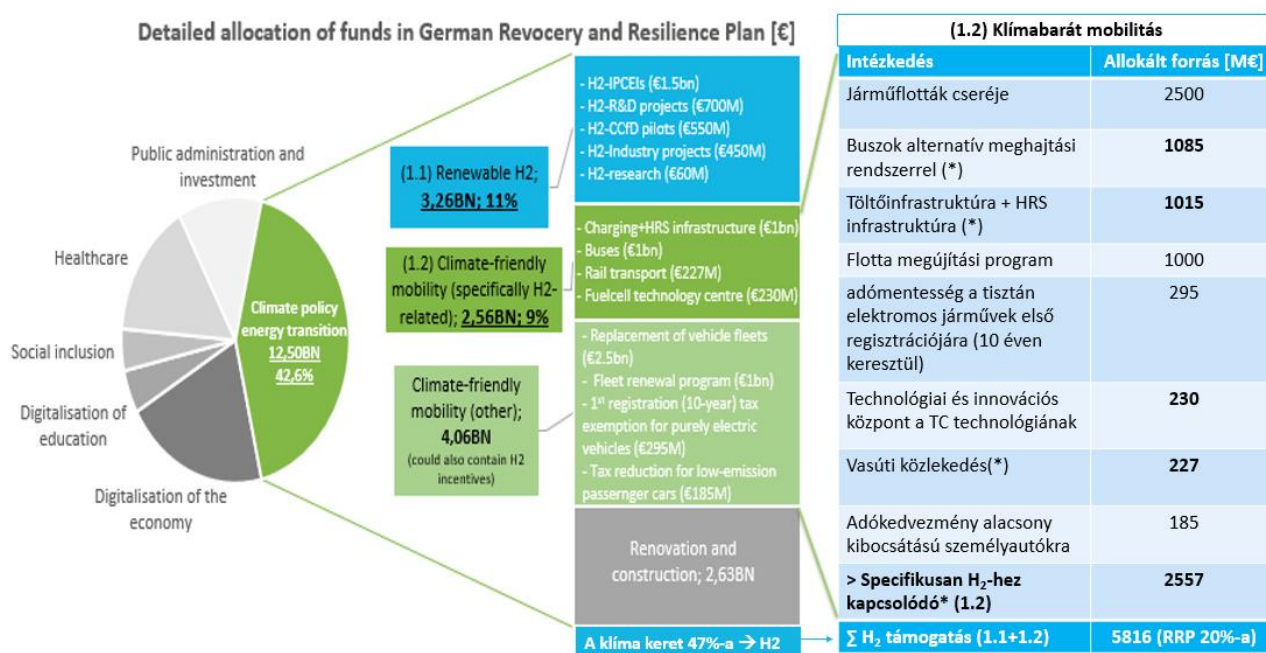 Detailed allocation of funds in German Revocery and Resilience Plan [€]
Public administration and
investment
Healthcare
Social inclusion
Digitalisation of
education
Digitalisation of the
economy
Climate policy
energy transition
12,50BN
42,6%
(1.1) Renewable H2;
3,26BN; 11%
(1.2) Climate-friendly
mobility (specifically H2-
related); 2,56BN; 9%
Climate-friendly
mobility (other);
4,06BN
(could also contain H2
incentives)
- H2-IPCEIs (€1.5bn)
- H2-R&D projects (€700M)
- H2-CCfD pilots (€550M)
- H2-Industry projects (€450M)
- H2-research (€60M)
- Charging+HRS infrastructure (€1bn)
- Buses (€1bn)
- Rail transport (€227M)
- Fuelcell technology centre (€230M)
- Replacement of vehicle fleets
(€2.5bn)
- Fleet renewal program (€1bn)
- 1st registration (10-year) tax
exemption for purely electric
vehicles (€295M)
- Tax reduction for low-emission
passernger cars (€185M)
Renovation and
construction; 2,63BN
A klíma keret 47%-a → H2
(1.2) Klímabarát mobilitás
Intézkedés Allokált forrás [M€]
Járműflották cseréje 2500
Buszok alternatív meghajtási
rendszerrel (*) 1085
Töltőinfrastruktúra + HRS
infrastruktúra (*) 1015
Flotta megújítási program 1000
adómentesség a tisztán 295
elektromos járművek első
regisztrációjára (10 éven
keresztül)
Technológiai és innovációs 230
központ a TC technológiának
Vasúti közlekedés(*) 227
Adókedvezmény alacsony 185
kibocsátású személyautókra
> Specifikusan H₂-hez 2557
kapcsolódó* (1.2)
∑ H₂ támogatás (1.1+1.2) 5816 (RRP 20%-a)